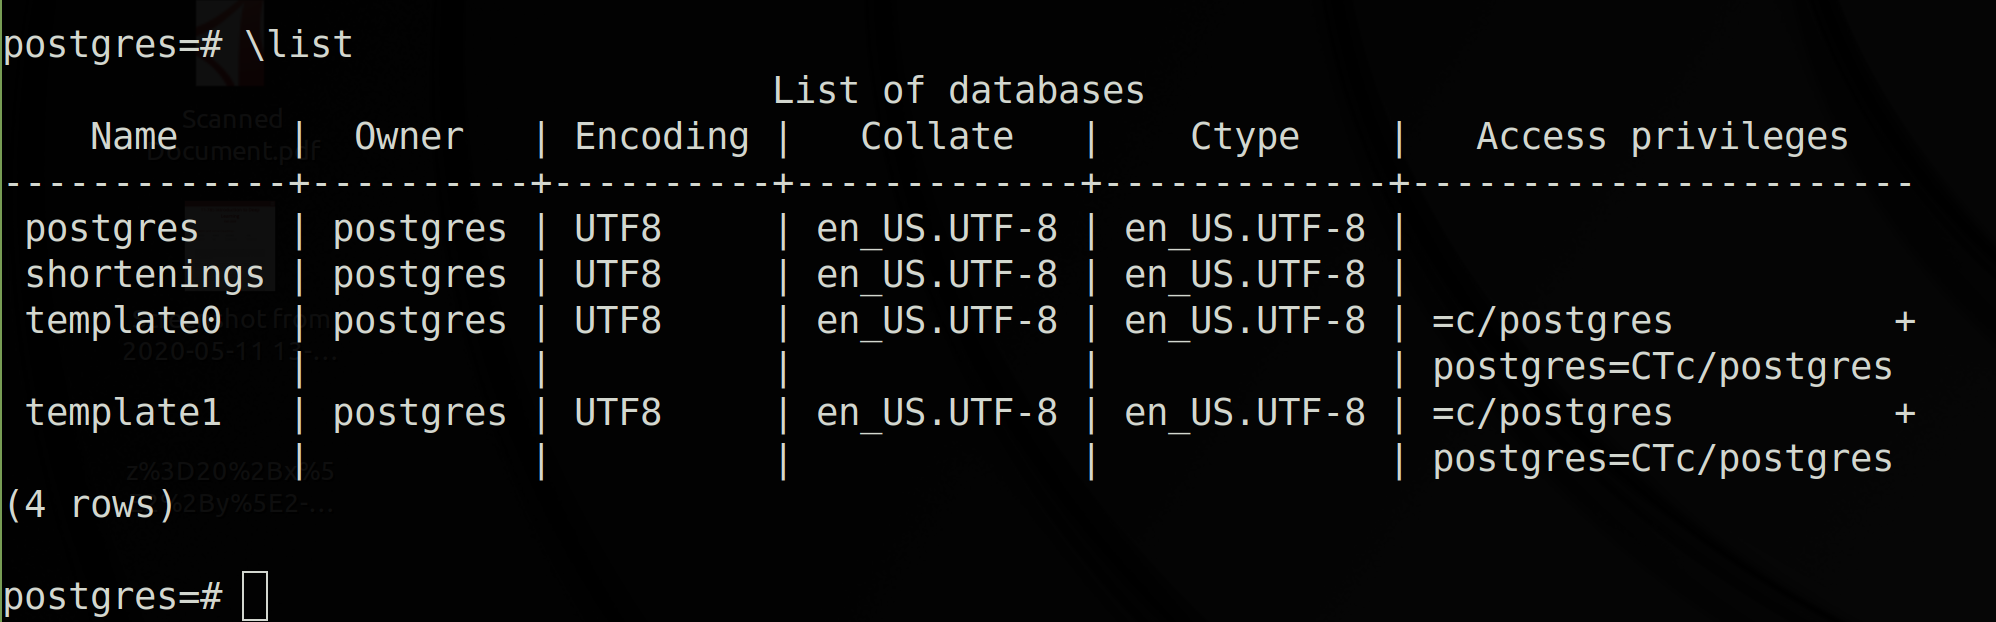 postgres=# \list
                                   List of databases
    Name     |  Owner   | Encoding |   Collate   |    Ctype    |   Access privileges
-------------+----------+----------+-------------+-------------+-----------------------
 postgres    | postgres | UTF8     | en_US.UTF-8 | en_US.UTF-8 |
 shortenings | postgres | UTF8     | en_US.UTF-8 | en_US.UTF-8 |
 template0   | postgres | UTF8     | en_US.UTF-8 | en_US.UTF-8 | =c/postgres          +
             |          |          |             |             | postgres=CTc/postgres
 template1   | postgres | UTF8     | en_US.UTF-8 | en_US.UTF-8 | =c/postgres          +
             |          |          |             |             | postgres=CTc/postgres
(4 rows)
postgres=#
Scanned
Document.pdf
hot from
2020-05-11 13-...
z%3D20%2Bx%5
%2By%5E2-...